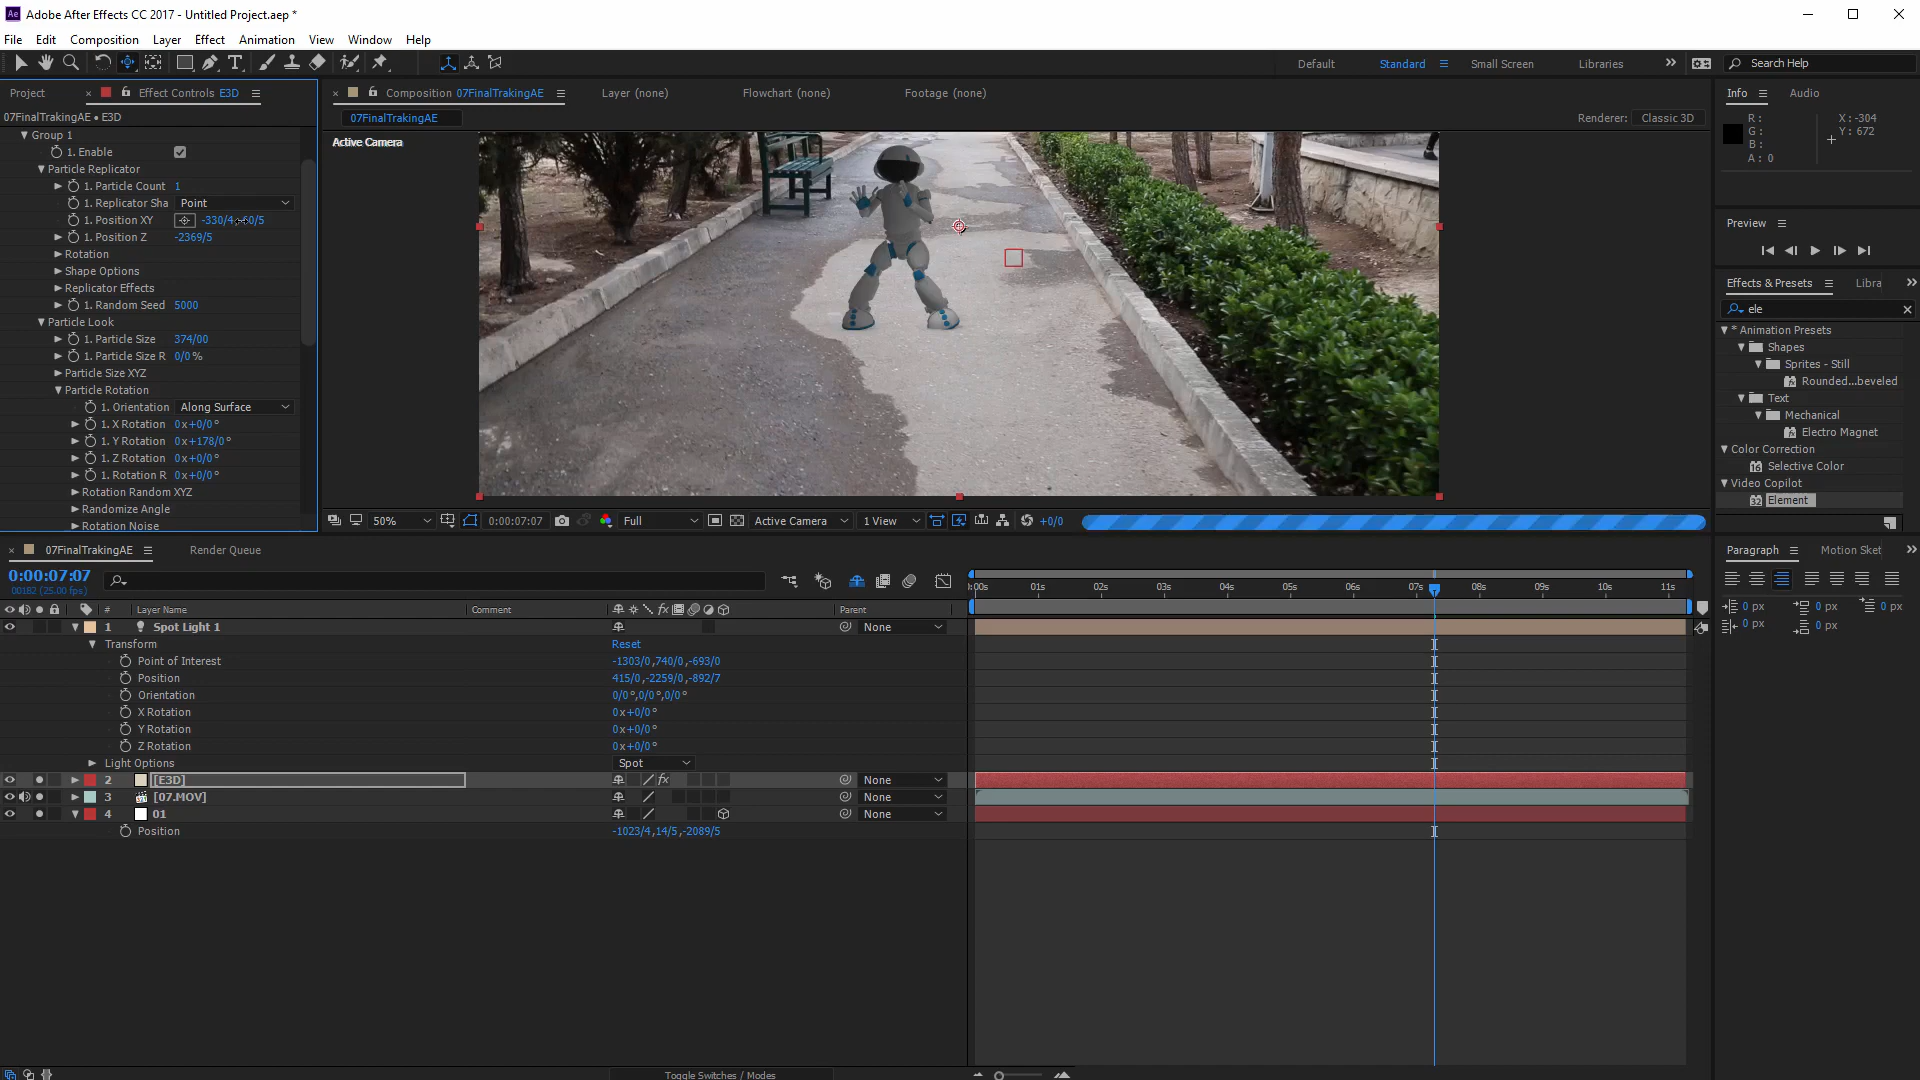 Adobe After Effects CC 2017 - Untitled Project.aep *
File Edit Composition Layer Effect Animation View Window Help
Default Standard Small Screen Libraries Search Help
Project Effect Controls E3D Composition 07FinalTrakingAE Layer (none) Flowchart (none) Footage (none) Info Audio
07FinalTrakingAE • E3D 07FinalTrakingAE Renderer: Classic 3D
R : X : -304
G : Y : 672
B :
A : 0
Active Camera
Group 1
1. Enable
Particle Replicator
1. Particle Count 1
1. Replicator Sha Point
1. Position XY
1. Position Z -2369/5
Rotation
Shape Options
Replicator Effects
1. Random Seed 5000
Particle Look
1. Particle Size 374/00
1. Particle Size R 0/0 %
Particle Size XYZ
Particle Rotation
1. Orientation Along Surface
1. X Rotation 0 x +0/0 °
1. Y Rotation 0 x +178/0 °
1. Z Rotation 0 x +0/0 °
1. Rotation R 0 x +0/0 °
Rotation Random XYZ
Randomize Angle
Rotation Noise
Preview
Effects & Presets Libra
ele
* Animation Presets
Shapes
Sprites - Still
Rounded...beveled
Text
Mechanical
Electro Magnet
Color Correction
Selective Color
Video Copilot
Element
50% 0:00:07:07 Full Active Camera 1 View +0/0
07FinalTrakingAE Render Queue
Paragraph Motion Sket
0:00:07:07
00182 (25.00 fps)
:00s 01s 02s 03s 04s 05s 06s 07s 08s 09s 10s 11s
# Layer Name Comment Parent
1 Spot Light 1 None
Transform Reset
Point of Interest -1303/0,740/0,-693/0
Position 415/0,-2259/0,-892/7
Orientation 0/0 °,0/0 °,0/0 °
X Rotation 0 x +0/0 °
Y Rotation 0 x +0/0 °
Z Rotation 0 x +0/0 °
Light Options Spot
2 [E3D] None
3 [07.MOV] None
4 01 None
Position -1023/4,14/5,-2089/5
0 px 0 px 0 px
0 px 0 px
Toggle Switches / Modes